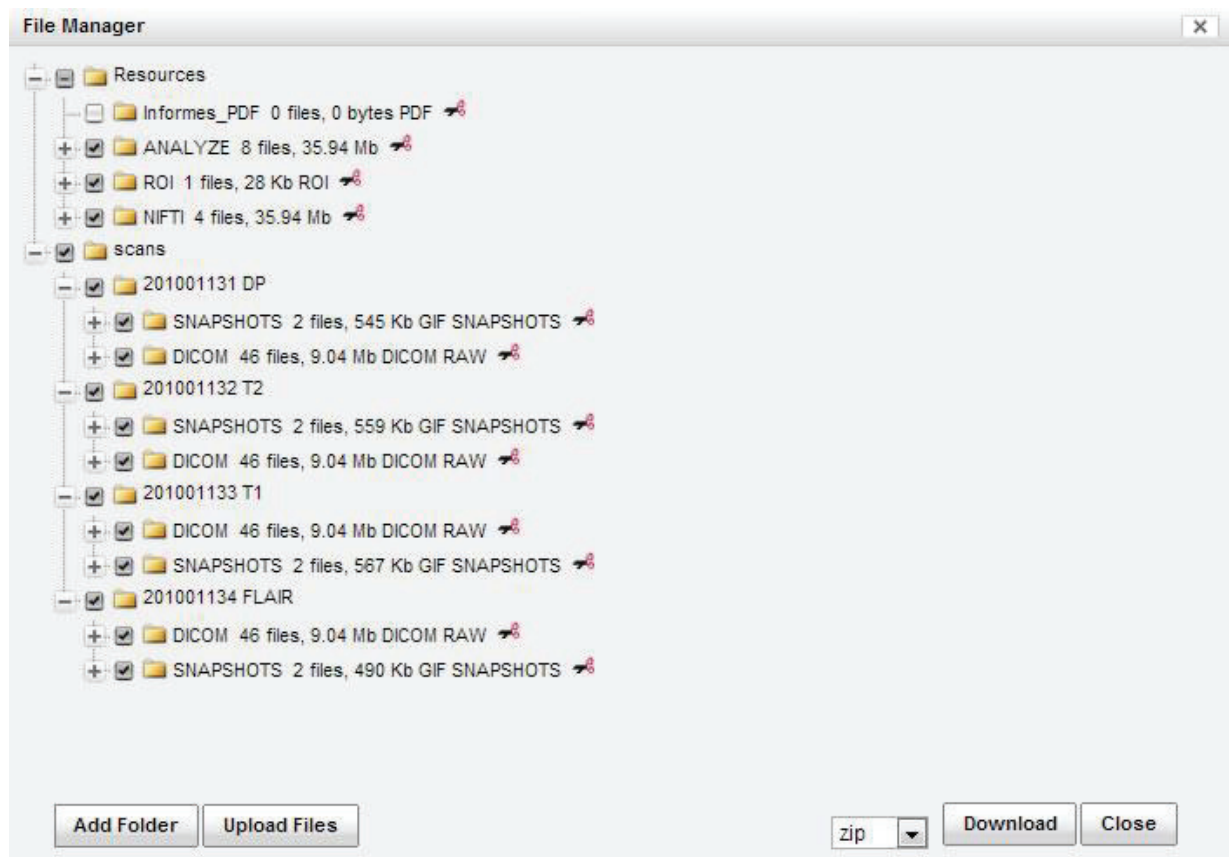 File Manager
Resources
Informes_PDF 0 files, 0 bytes PDF
ANALYZE 8 files, 35.94 Mb
ROI 1 files, 28 Kb ROI
NIFTI 4 files, 35.94 Mb
scans
201001131 DP
SNAPSHOTS 2 files, 545 Kb GIF SNAPSHOTS
DICOM 46 files, 9.04 Mb DICOM RAW
201001132 T2
SNAPSHOTS 2 files, 559 Kb GIF SNAPSHOTS
DICOM 46 files, 9.04 Mb DICOM RAW
201001133 T1
DICOM 46 files, 9.04 Mb DICOM RAW
SNAPSHOTS 2 files, 567 Kb GIF SNAPSHOTS
201001134 FLAIR
DICOM 46 files, 9.04 Mb DICOM RAW
SNAPSHOTS 2 files, 490 Kb GIF SNAPSHOTS
Add Folder Upload Files zip Download Close